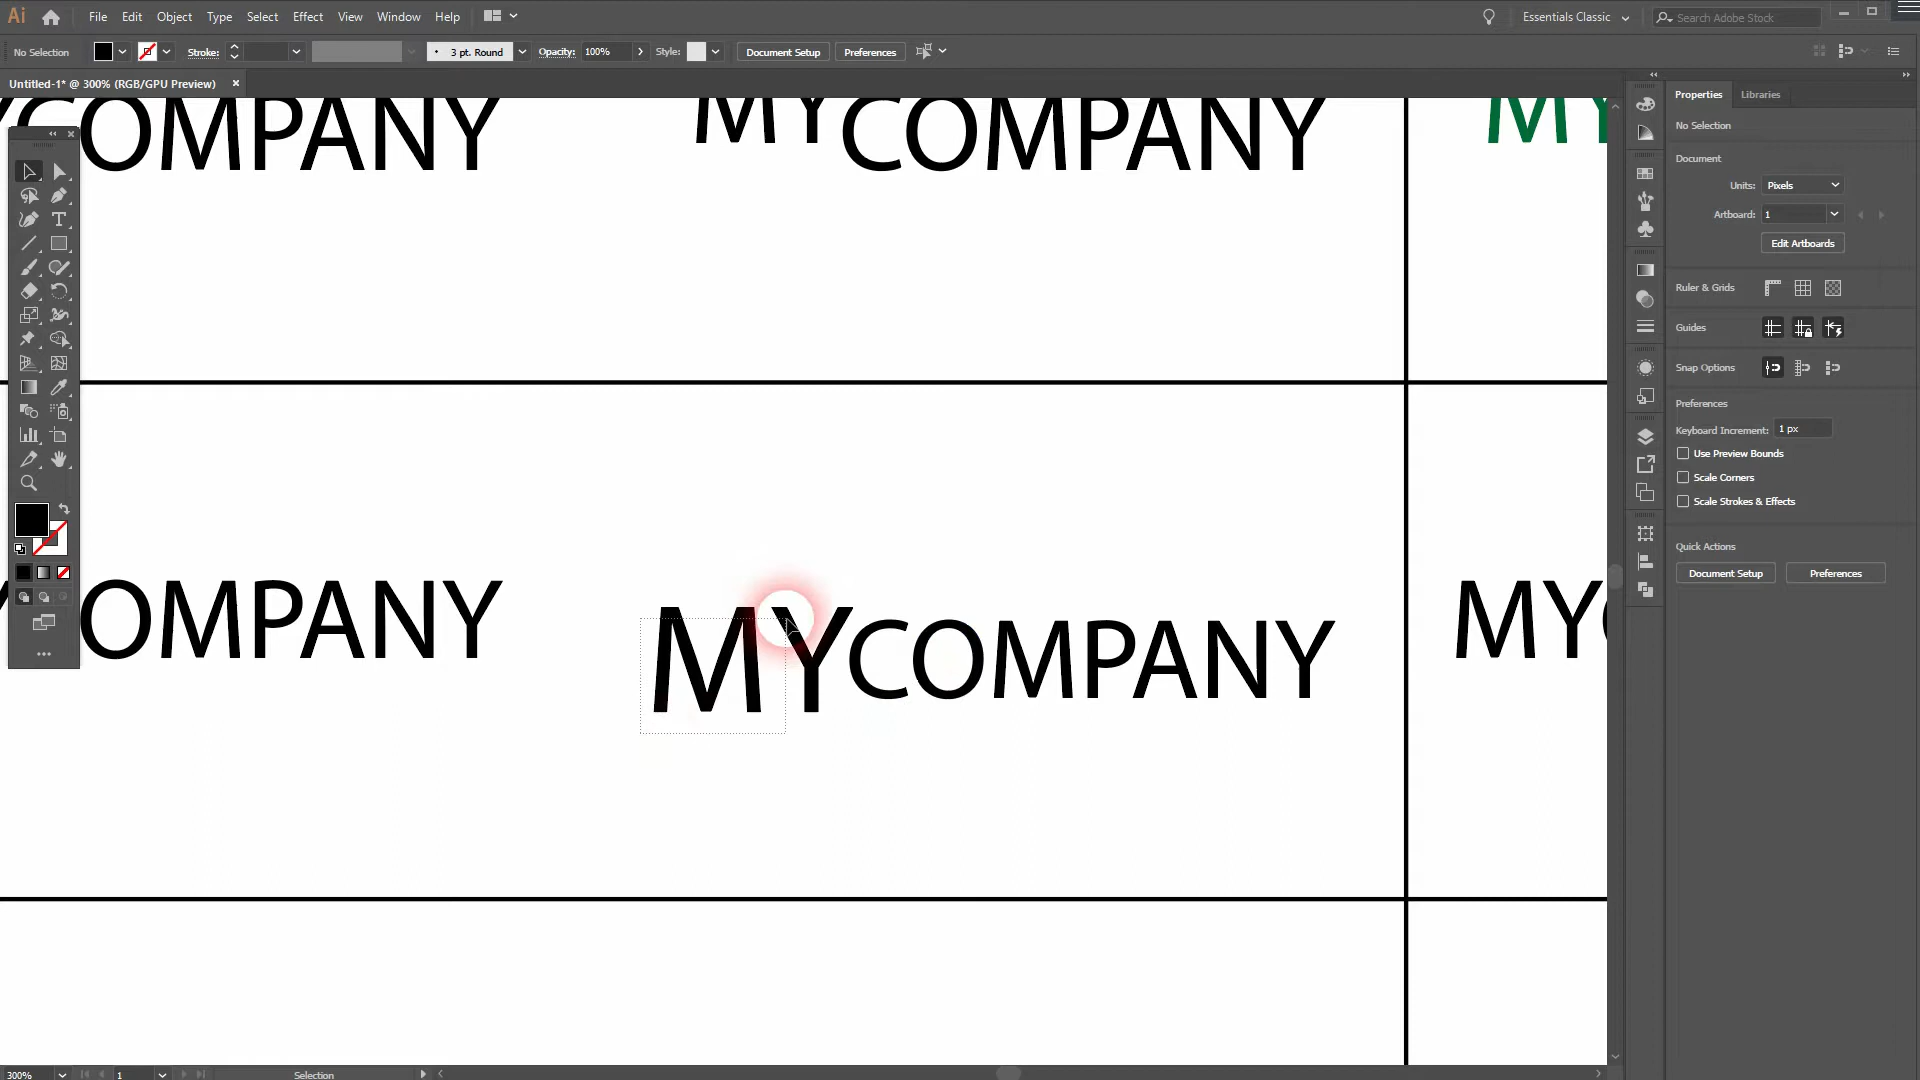 Ai File Edit Object Type Select Effect View Window Help Essentials Classic Search Adobe Stock
No Selection Stroke: 3 pt. Round Opacity: 100% Style: Document Setup Preferences
Untitled-1* @ 300% (RGB/GPU Preview)
Properties Libraries
No Selection
Document
Units: Pixels
Artboard: 1
Edit Artboards
Ruler & Grids
Guides
Snap Options
Preferences
Keyboard Increment: 1 px
Use Preview Bounds
Scale Corners
Scale Strokes & Effects
Quick Actions
Document Setup Preferences
YCOMPANY MYCOMPANY MY
OMPANY MYCOMPANY MY
300% 1 Selection